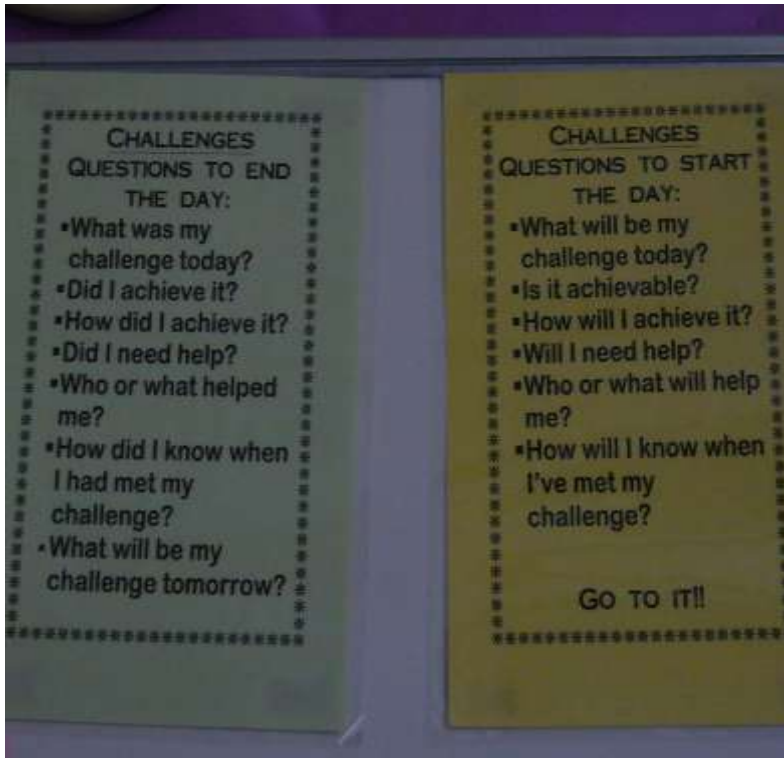 CHALLENGES
QUESTIONS TO END
THE DAY:
▪What was my
challenge today?
▪Did I achieve it?
▪How did I achieve it?
▪Did I need help?
▪Who or what helped
me?
▪How did I know when
I had met my
challenge?
▪What will be my
challenge tomorrow?
CHALLENGES
QUESTIONS TO START
THE DAY:
▪What will be my
challenge today?
▪Is it achievable?
▪How will I achieve it?
▪Will I need help?
▪Who or what will help
me?
▪How will I know when
I've met my
challenge?
GO TO IT!!